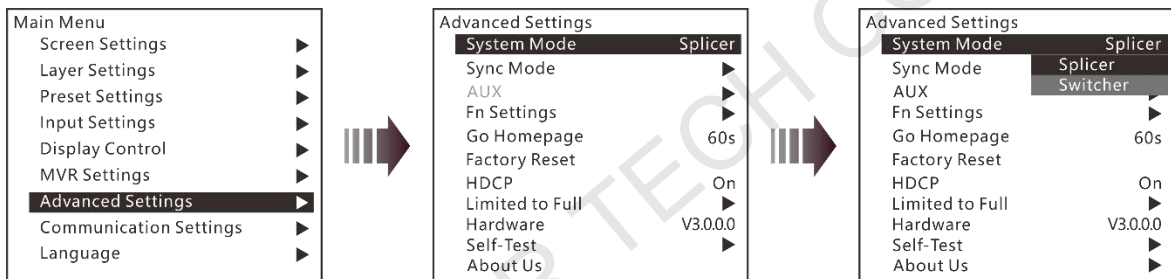 Main Menu
Screen Settings
Layer Settings
Preset Settings
Input Settings
Display Control
MVR Settings
Advanced Settings
Communication Settings
Language
Advanced Settings
System Mode Splicer
Sync Mode
AUX
Fn Settings
Go Homepage 60s
Factory Reset
HDCP On
Limited to Full
Hardware V3.0.0.0
Self-Test
About Us
Advanced Settings
System Mode Splicer
Sync Mode Splicer
AUX Switcher
Fn Settings
Go Homepage 60s
Factory Reset
HDCP On
Limited to Full
Hardware V3.0.0.0
Self-Test
About Us
TECH